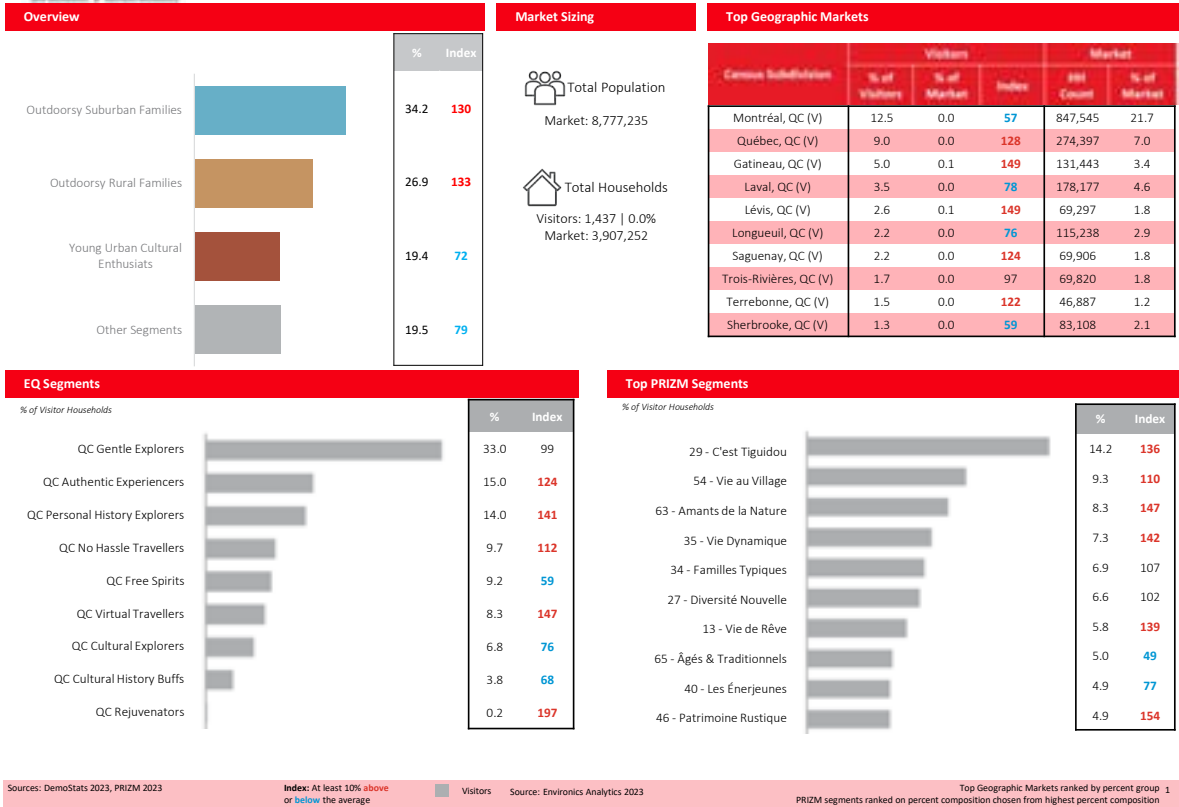 Overview
% Index
Outdoorsy Suburban Families 34.2 130
Outdoorsy Rural Families 26.9 133
Young Urban Cultural
Enthusiats 19.4 72
Other Segments 19.5 79
Market Sizing
Total Population
Market: 8,777,235
Total Households
Visitors: 1,437 | 0.0%
Market: 3,907,252
Top Geographic Markets
Visitors Market
Census Subdivision
% of
Visitors
% of
Market
Index
HH
Count
% of
Market
Montréal, QC (V) 12.5 0.0 57 847,545 21.7
Québec, QC (V) 9.0 0.0 128 274,397 7.0
Gatineau, QC (V) 5.0 0.1 149 131,443 3.4
Laval, QC (V) 3.5 0.0 78 178,177 4.6
Lévis, QC (V) 2.6 0.1 149 69,297 1.8
Longueuil, QC (V) 2.2 0.0 76 115,238 2.9
Saguenay, QC (V) 2.2 0.0 124 69,906 1.8
Trois-Rivières, QC (V) 1.7 0.0 97 69,820 1.8
Terrebonne, QC (V) 1.5 0.0 122 46,887 1.2
Sherbrooke, QC (V) 1.3 0.0 59 83,108 2.1
EQ Segments
% of Visitor Households
% Index
QC Gentle Explorers 33.0 99
QC Authentic Experiencers 15.0 124
QC Personal History Explorers 14.0 141
QC No Hassle Travellers 9.7 112
QC Free Spirits 9.2 59
QC Virtual Travellers 8.3 147
QC Cultural Explorers 6.8 76
QC Cultural History Buffs 3.8 68
QC Rejuvenators 0.2 197
Top PRIZM Segments
% of Visitor Households
% Index
29 - C'est Tiguidou 14.2 136
54 - Vie au Village 9.3 110
63 - Amants de la Nature 8.3 147
35 - Vie Dynamique 7.3 142
34 - Familles Typiques 6.9 107
27 - Diversité Nouvelle 6.6 102
13 - Vie de Rêve 5.8 139
65 - Âgés & Traditionnels 5.0 49
40 - Les Énerjeunes 4.9 77
46 - Patrimoine Rustique 4.9 154
Sources: DemoStats 2023, PRIZM 2023
Index: At least 10% above
or below the average
Visitors
Source: Environics Analytics 2023
Top Geographic Markets ranked by percent group 1
PRIZM segments ranked on percent composition chosen from highest percent composition